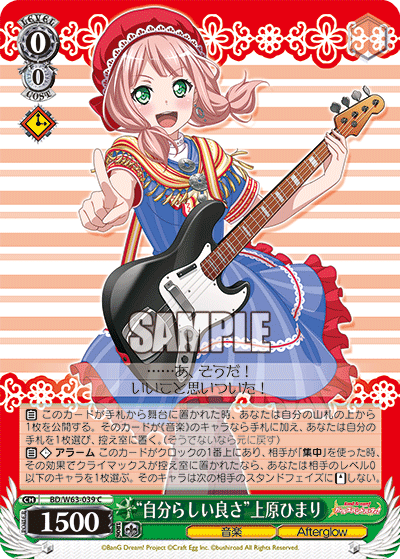 LEVEL
0
0
COST
SAMPLE
……あ、そうだ！
いいこと思いついた！
【自】 このカードが手札から舞台に置かれた時、あなたは自分の山札の上から
1枚を公開する。そのカードが《音楽》のキャラなら手札に加え、あなたは自分の
手札を1枚選び、控え室に置く。（そうでないなら元に戻す）
【自】 アラーム このカードがクロックの1番上にあり、相手が「集中」を使った時、
その効果でクライマックスが控え室に置かれていたなら、あなたは相手のレベル0
以下のキャラを1枚選び、そのキャラは次の相手のスタンドフェイズに【スタンド】しない。
CH
BD/W63-039 C
1500
“自分らしい良さ”上原ひまり
音楽
Afterglow
©BanG Dream! Project ©Craft Egg Inc. ©bushiroad All Rights Reserved.